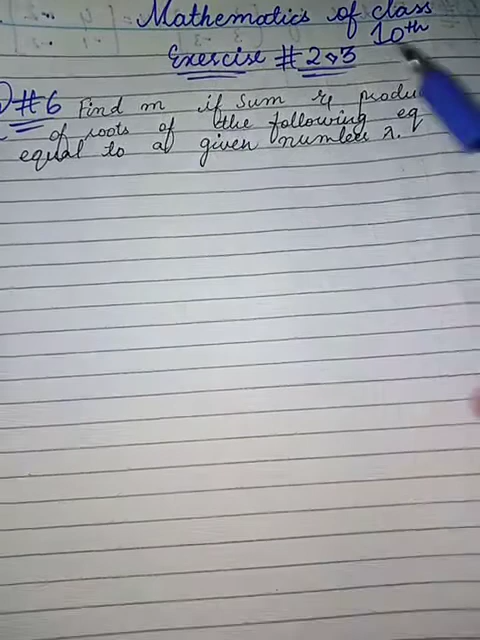 Mathematics of class
10th
Exercise # 2.3
#6 Find m if sum & produ
of roots of the following eq
equal to a given number λ.